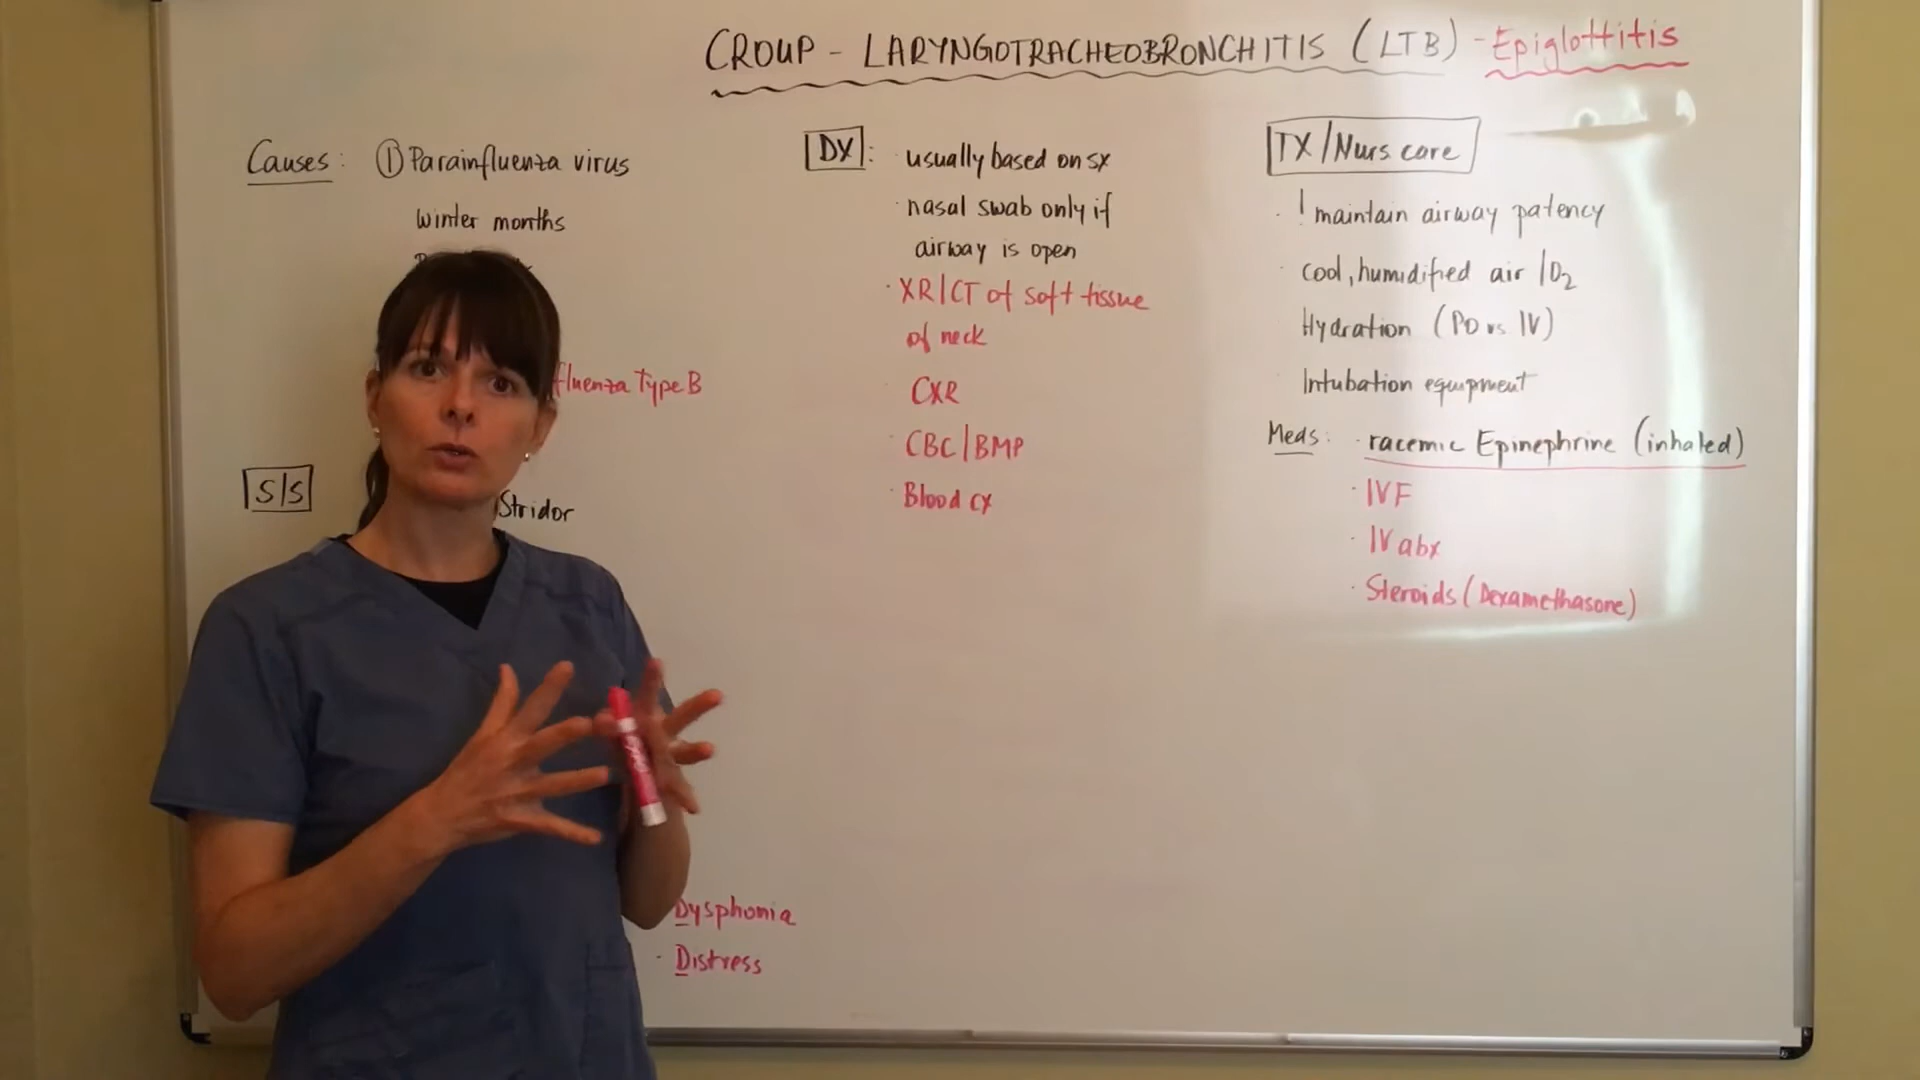 CROUP - LARYNGOTRACHEOBRONCHITIS (LTB) - Epiglottitis
Causes: ① Parainfluenza virus
winter months
fluenza Type B
S/S
Stridor
Dysphonia
· Distress
DX: · usually based on sx
· nasal swab only if
airway is open
· XR/CT of soft tissue
of neck
· CXR
· CBC/BMP
· Blood cx
TX/Nurs care
· ! maintain airway patency
· cool, humidified air /O₂
Hydration (PO vs. IV)
Intubation equipment
Meds: · racemic Epinephrine (inhaled)
· IVF
· IV abx
· Steroids (Dexamethasone)